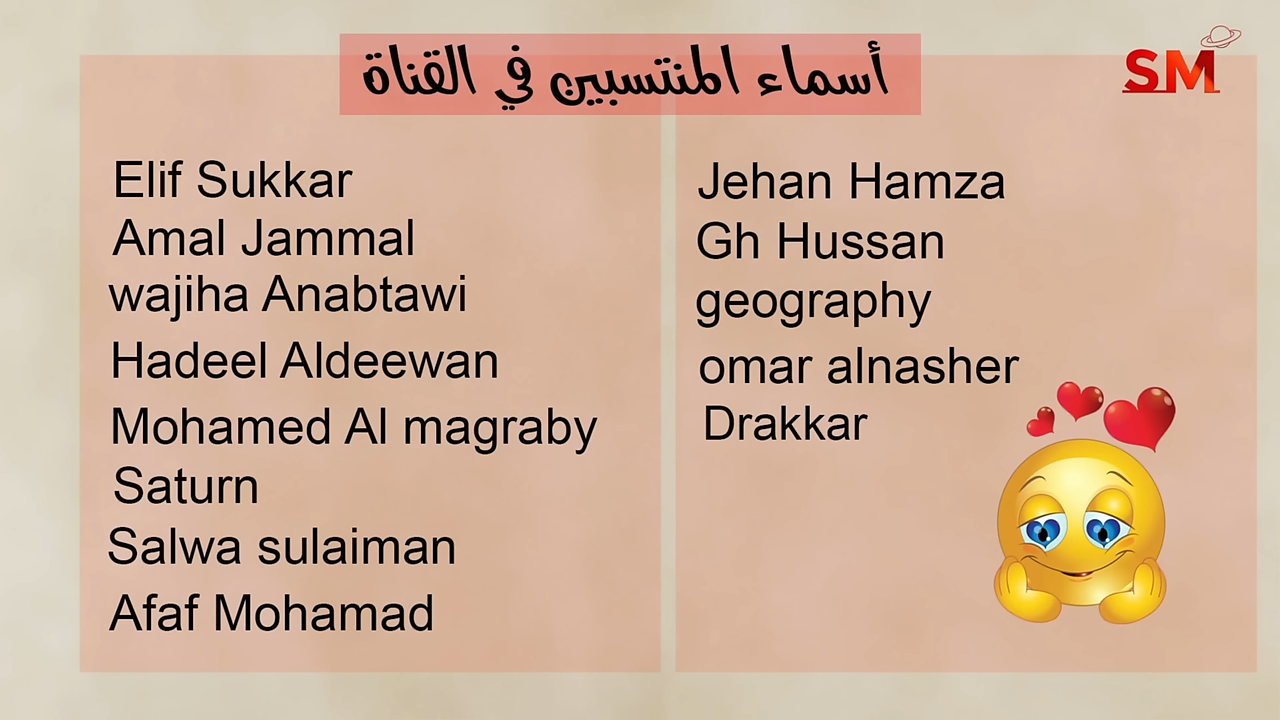 أسماء المنتسبين في القناة
SM
Elif Sukkar
Amal Jammal
wajiha Anabtawi
Hadeel Aldeewan
Mohamed Al magraby
Saturn
Salwa sulaiman
Afaf Mohamad
Jehan Hamza
Gh Hussan
geography
omar alnasher
Drakkar